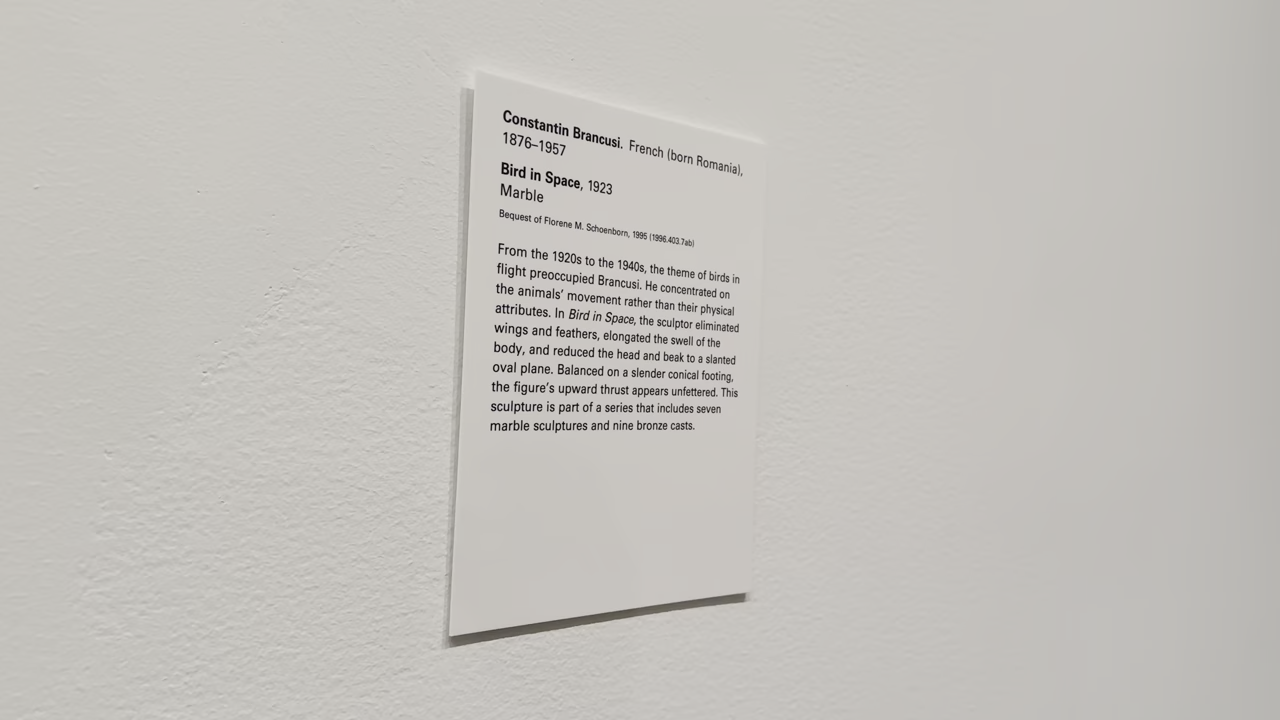 Constantin Brancusi. French (born Romania),
1876–1957
Bird in Space, 1923
Marble
Bequest of Florene M. Schoenborn, 1995 (1996.403.7ab)
From the 1920s to the 1940s, the theme of birds in
flight preoccupied Brancusi. He concentrated on
the animals’ movement rather than their physical
attributes. In Bird in Space, the sculptor eliminated
wings and feathers, elongated the swell of the
body, and reduced the head and beak to a slanted
oval plane. Balanced on a slender conical footing,
the figure’s upward thrust appears unfettered. This
sculpture is part of a series that includes seven
marble sculptures and nine bronze casts.